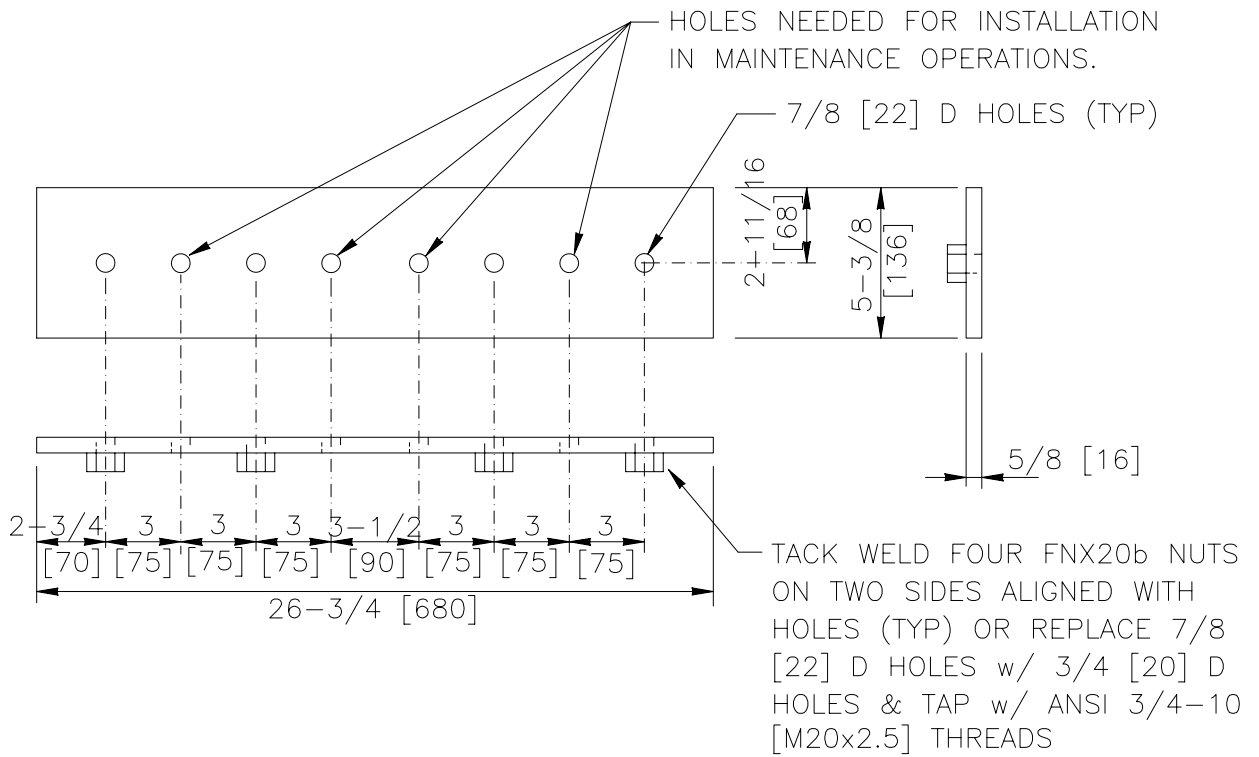 HOLES NEEDED FOR INSTALLATION
IN MAINTENANCE OPERATIONS.
7/8 [22] D HOLES (TYP)
2-11/16
[68]
5-3/8
[136]
5/8 [16]
2-3/4 3 3 3 3-1/2 3 3 3
[70] [75] [75] [75] [90] [75] [75] [75]
26-3/4 [680]
TACK WELD FOUR FNX20b NUTS
ON TWO SIDES ALIGNED WITH
HOLES (TYP) OR REPLACE 7/8
[22] D HOLES w/ 3/4 [20] D
HOLES & TAP w/ ANSI 3/4-10
[M20x2.5] THREADS